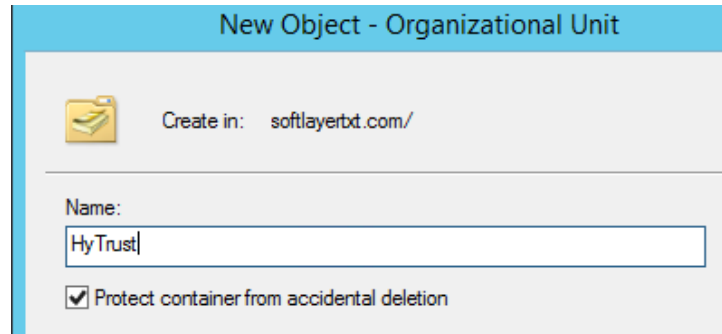 New Object - Organizational Unit
Create in: softlayertxt.com/
Name:
HyTrust
Protect container from accidental deletion